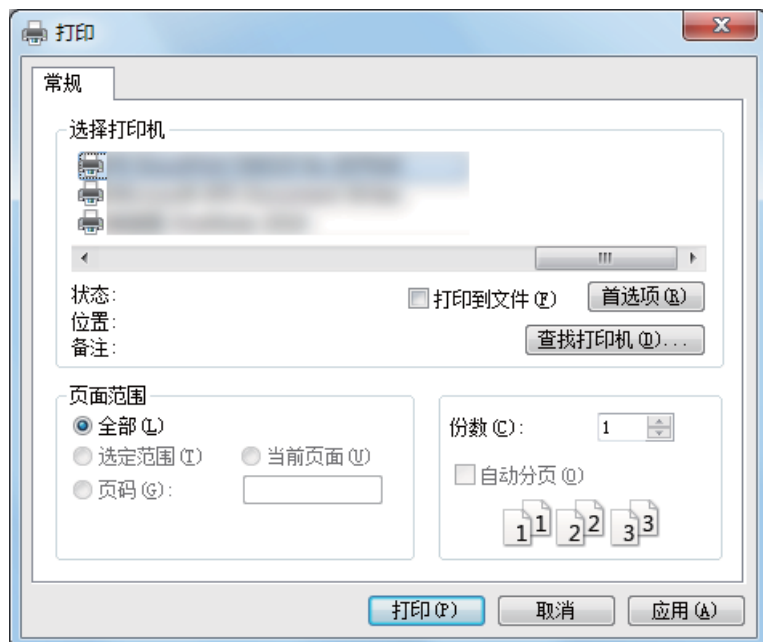 打印
常规
选择打印机
状态:
打印到文件(F) 首选项(R)
位置:
备注:
查找打印机(D)...
页面范围
全部(L)
选定范围(T) 当前页面(U)
页码(G):
份数(C): 1
自动分页(O)
1 1 2 2 3 3
打印(P) 取消 应用(A)